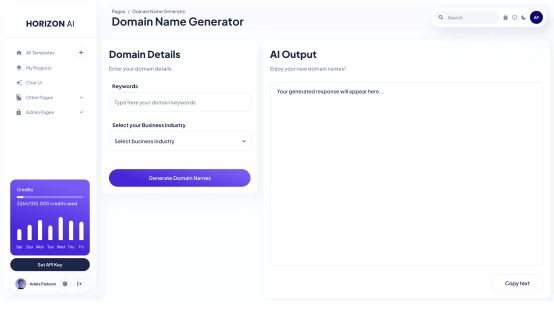 HORIZON AI
All Templates
My Projects
Chat UI
Other Pages
Admin Pages
Credits
3264/100,000 credits used
Sat Sun Mon Tue Wed Thu Fri
Set API Key
Adela Parkson
Pages / Domain Name Generator
Domain Name Generator
Search
AP
Domain Details
Enter your domain details
Keywords
Type here your domain keywords
Select your Business industry
Select business industry
Generate Domain Names
AI Output
Enjoy your new domain names!
Your generated response will appear here...
Copy text